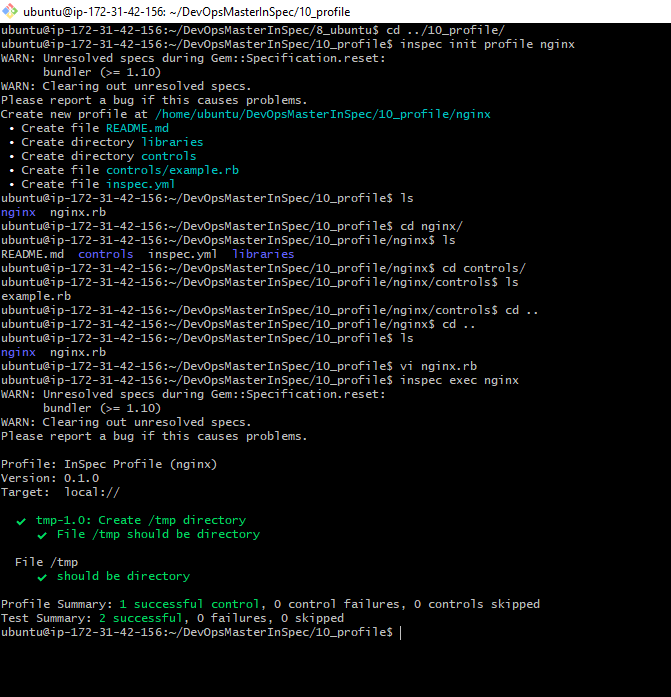 ubuntu@ip-172-31-42-156: ~/DevOpsMasterInSpec/10_profile
ubuntu@ip-172-31-42-156:~/DevOpsMasterInSpec/8_ubuntu$ cd ../10_profile/
ubuntu@ip-172-31-42-156:~/DevOpsMasterInSpec/10_profile$ inspec init profile nginx
WARN: Unresolved specs during Gem::Specification.reset:
      bundler (>= 1.10)
WARN: Clearing out unresolved specs.
Please report a bug if this causes problems.
Create new profile at /home/ubuntu/DevOpsMasterInSpec/10_profile/nginx
 • Create file README.md
 • Create directory libraries
 • Create directory controls
 • Create file controls/example.rb
 • Create file inspec.yml
ubuntu@ip-172-31-42-156:~/DevOpsMasterInSpec/10_profile$ ls
nginx  nginx.rb
ubuntu@ip-172-31-42-156:~/DevOpsMasterInSpec/10_profile$ cd nginx/
ubuntu@ip-172-31-42-156:~/DevOpsMasterInSpec/10_profile/nginx$ ls
README.md  controls  inspec.yml  libraries
ubuntu@ip-172-31-42-156:~/DevOpsMasterInSpec/10_profile/nginx$ cd controls/
ubuntu@ip-172-31-42-156:~/DevOpsMasterInSpec/10_profile/nginx/controls$ ls
example.rb
ubuntu@ip-172-31-42-156:~/DevOpsMasterInSpec/10_profile/nginx/controls$ cd ..
ubuntu@ip-172-31-42-156:~/DevOpsMasterInSpec/10_profile/nginx$ cd ..
ubuntu@ip-172-31-42-156:~/DevOpsMasterInSpec/10_profile$ ls
nginx  nginx.rb
ubuntu@ip-172-31-42-156:~/DevOpsMasterInSpec/10_profile$ vi nginx.rb
ubuntu@ip-172-31-42-156:~/DevOpsMasterInSpec/10_profile$ inspec exec nginx
WARN: Unresolved specs during Gem::Specification.reset:
      bundler (>= 1.10)
WARN: Clearing out unresolved specs.
Please report a bug if this causes problems.

Profile: InSpec Profile (nginx)
Version: 0.1.0
Target:  local://

  ✔ tmp-1.0: Create /tmp directory
     ✔ File /tmp should be directory

  File /tmp
     ✔ should be directory

Profile Summary: 1 successful control, 0 control failures, 0 controls skipped
Test Summary: 2 successful, 0 failures, 0 skipped
ubuntu@ip-172-31-42-156:~/DevOpsMasterInSpec/10_profile$